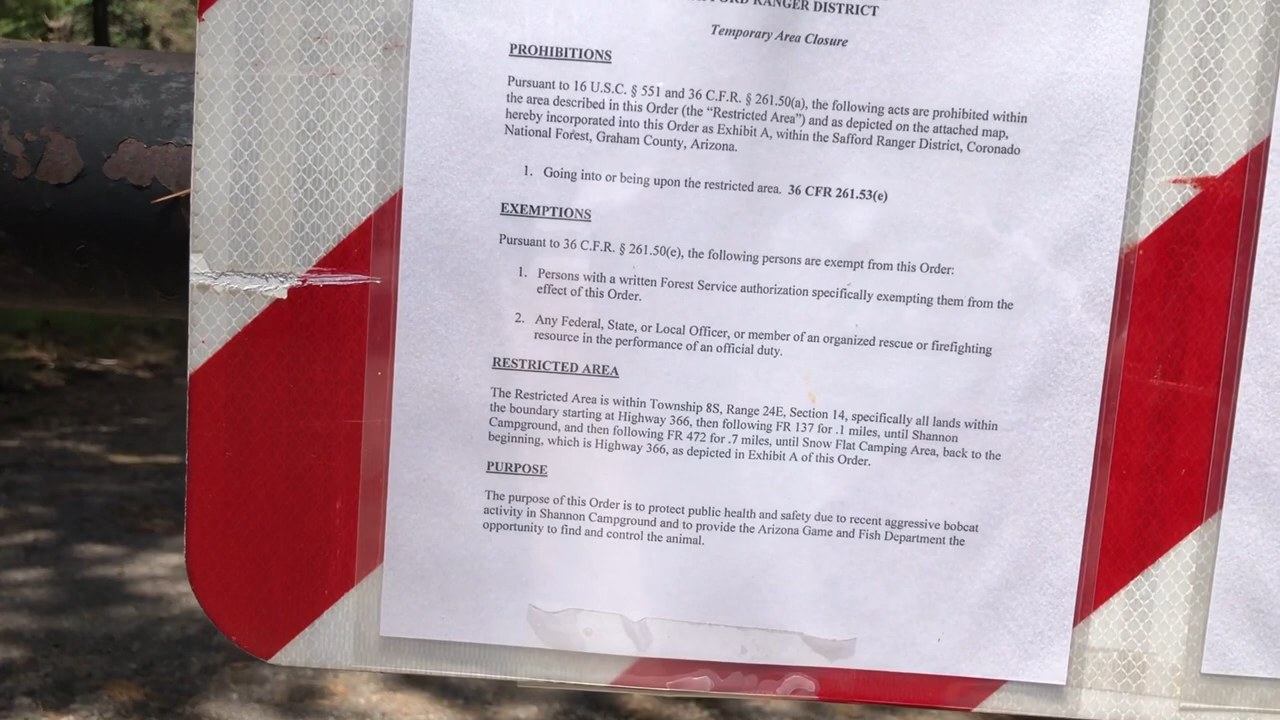 RANGER DISTRICT
Temporary Area Closure
PROHIBITIONS
Pursuant to 16 U.S.C. § 551 and 36 C.F.R. § 261.50(a), the following acts are prohibited within
the area described in this Order (the “Restricted Area”) and as depicted on the attached map,
hereby incorporated into this Order as Exhibit A, within the Safford Ranger District, Coronado
National Forest, Graham County, Arizona.
1. Going into or being upon the restricted area. 36 CFR 261.53(e)
EXEMPTIONS
Pursuant to 36 C.F.R. § 261.50(e), the following persons are exempt from this Order:
1. Persons with a written Forest Service authorization specifically exempting them from the
effect of this Order.
2. Any Federal, State, or Local Officer, or member of an organized rescue or firefighting
resource in the performance of an official duty.
RESTRICTED AREA
The Restricted Area is within Township 8S, Range 24E, Section 14, specifically all lands within
the boundary starting at Highway 366, then following FR 137 for .1 miles, until Shannon
Campground, and then following FR 472 for .7 miles, until Snow Flat Camping Area, back to the
beginning, which is Highway 366, as depicted in Exhibit A of this Order.
PURPOSE
The purpose of this Order is to protect public health and safety due to recent aggressive bobcat
activity in Shannon Campground and to provide the Arizona Game and Fish Department the
opportunity to find and control the animal.